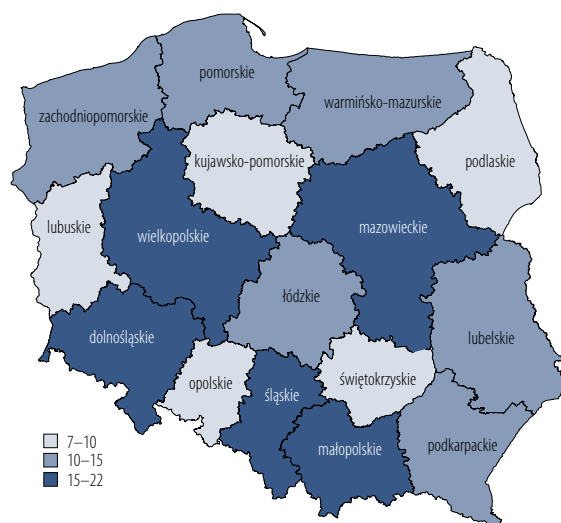 pomorskie
warmińsko-mazurskie
zachodniopomorskie
kujawsko-pomorskie
podlaskie
lubuskie
wielkopolskie
mazowieckie
łódzkie
dolnośląskie
lubelskie
opolskie
świętokrzyskie
śląskie
małopolskie
podkarpackie
7–10
10–15
15–22